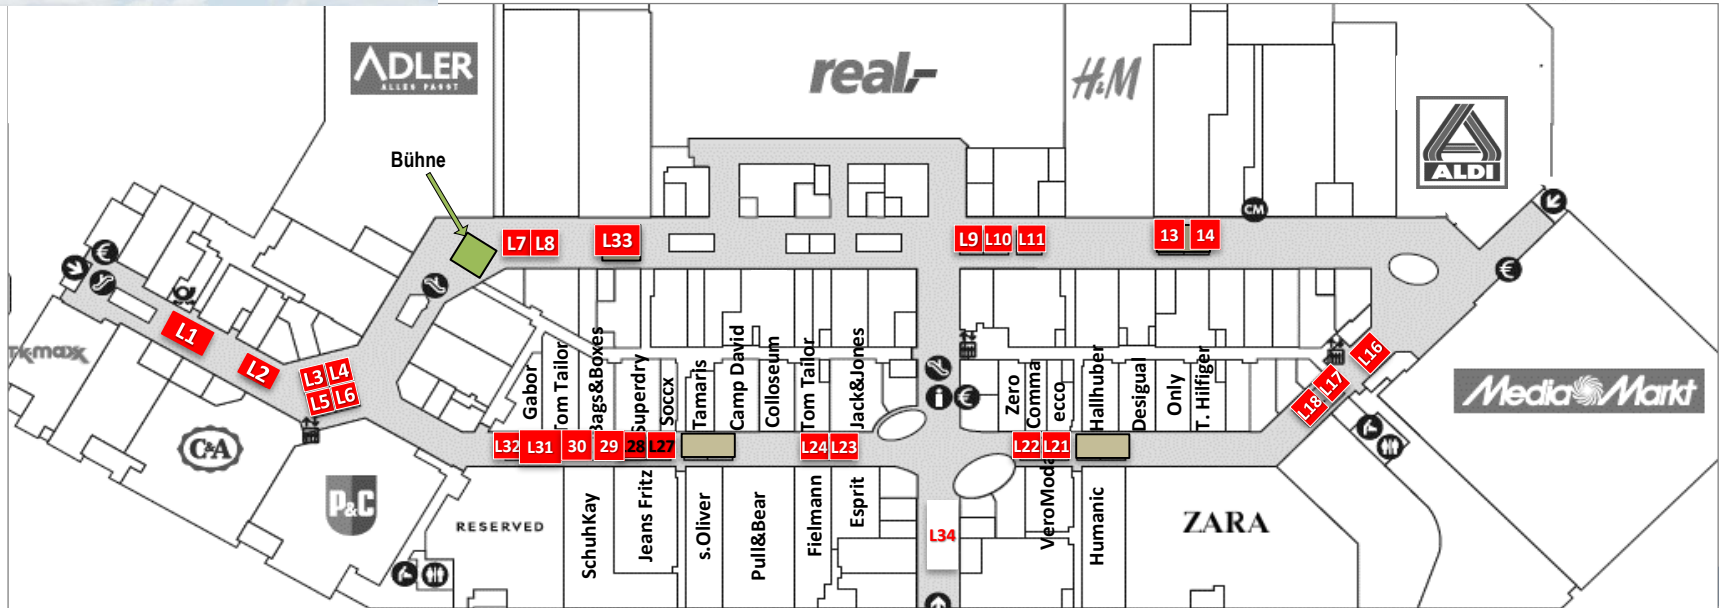 ADLER
ALLES PASST
real,-
H&M
ALDI
Bühne
CM
€
L7
L8
L33
L9
L10
L11
13
14
€
L1
L2
L3
L4
L5
L6
TK-maxx
C&A
P&C
Gabor
Tom Tailor
Bags&Boxes
Superdry
Soccx
Tamaris
Camp David
Colloseum
Tom Tailor
Jack&Jones
i
€
Zero
Comma
ecco
Hallhuber
Desigual
Only
T. Hilfiger
L16
L17
L18
Media Markt
L32
L31
30
29
28
L27
L24
L23
L22
L21
RESERVED
SchuhKay
Jeans Fritz
s.Oliver
Pull&Bear
Fielmann
Esprit
L34
VeroModa
Humanic
ZARA